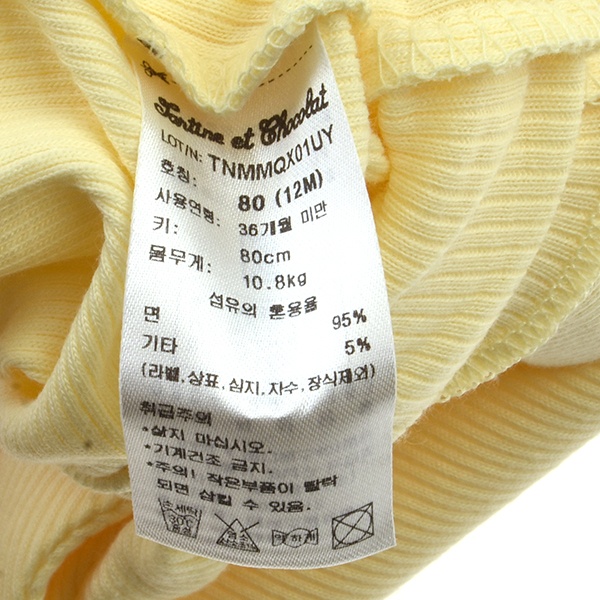 Tartine et Chocolat
LOT/N: TNMMQX01UY
호칭: 80 (12M)
사용연령: 36개월 미만
키: 80cm
몸무게: 10.8kg
섬유의 혼용율
면 95%
기타 5%
(라벨,상표,심지,자수,장식제외)
취급주의
*삶지 마십시오.
*기계건조 금지.
*주의! 작은부품이 탈락
되면 삼킬 수 있음.
30℃
약하게